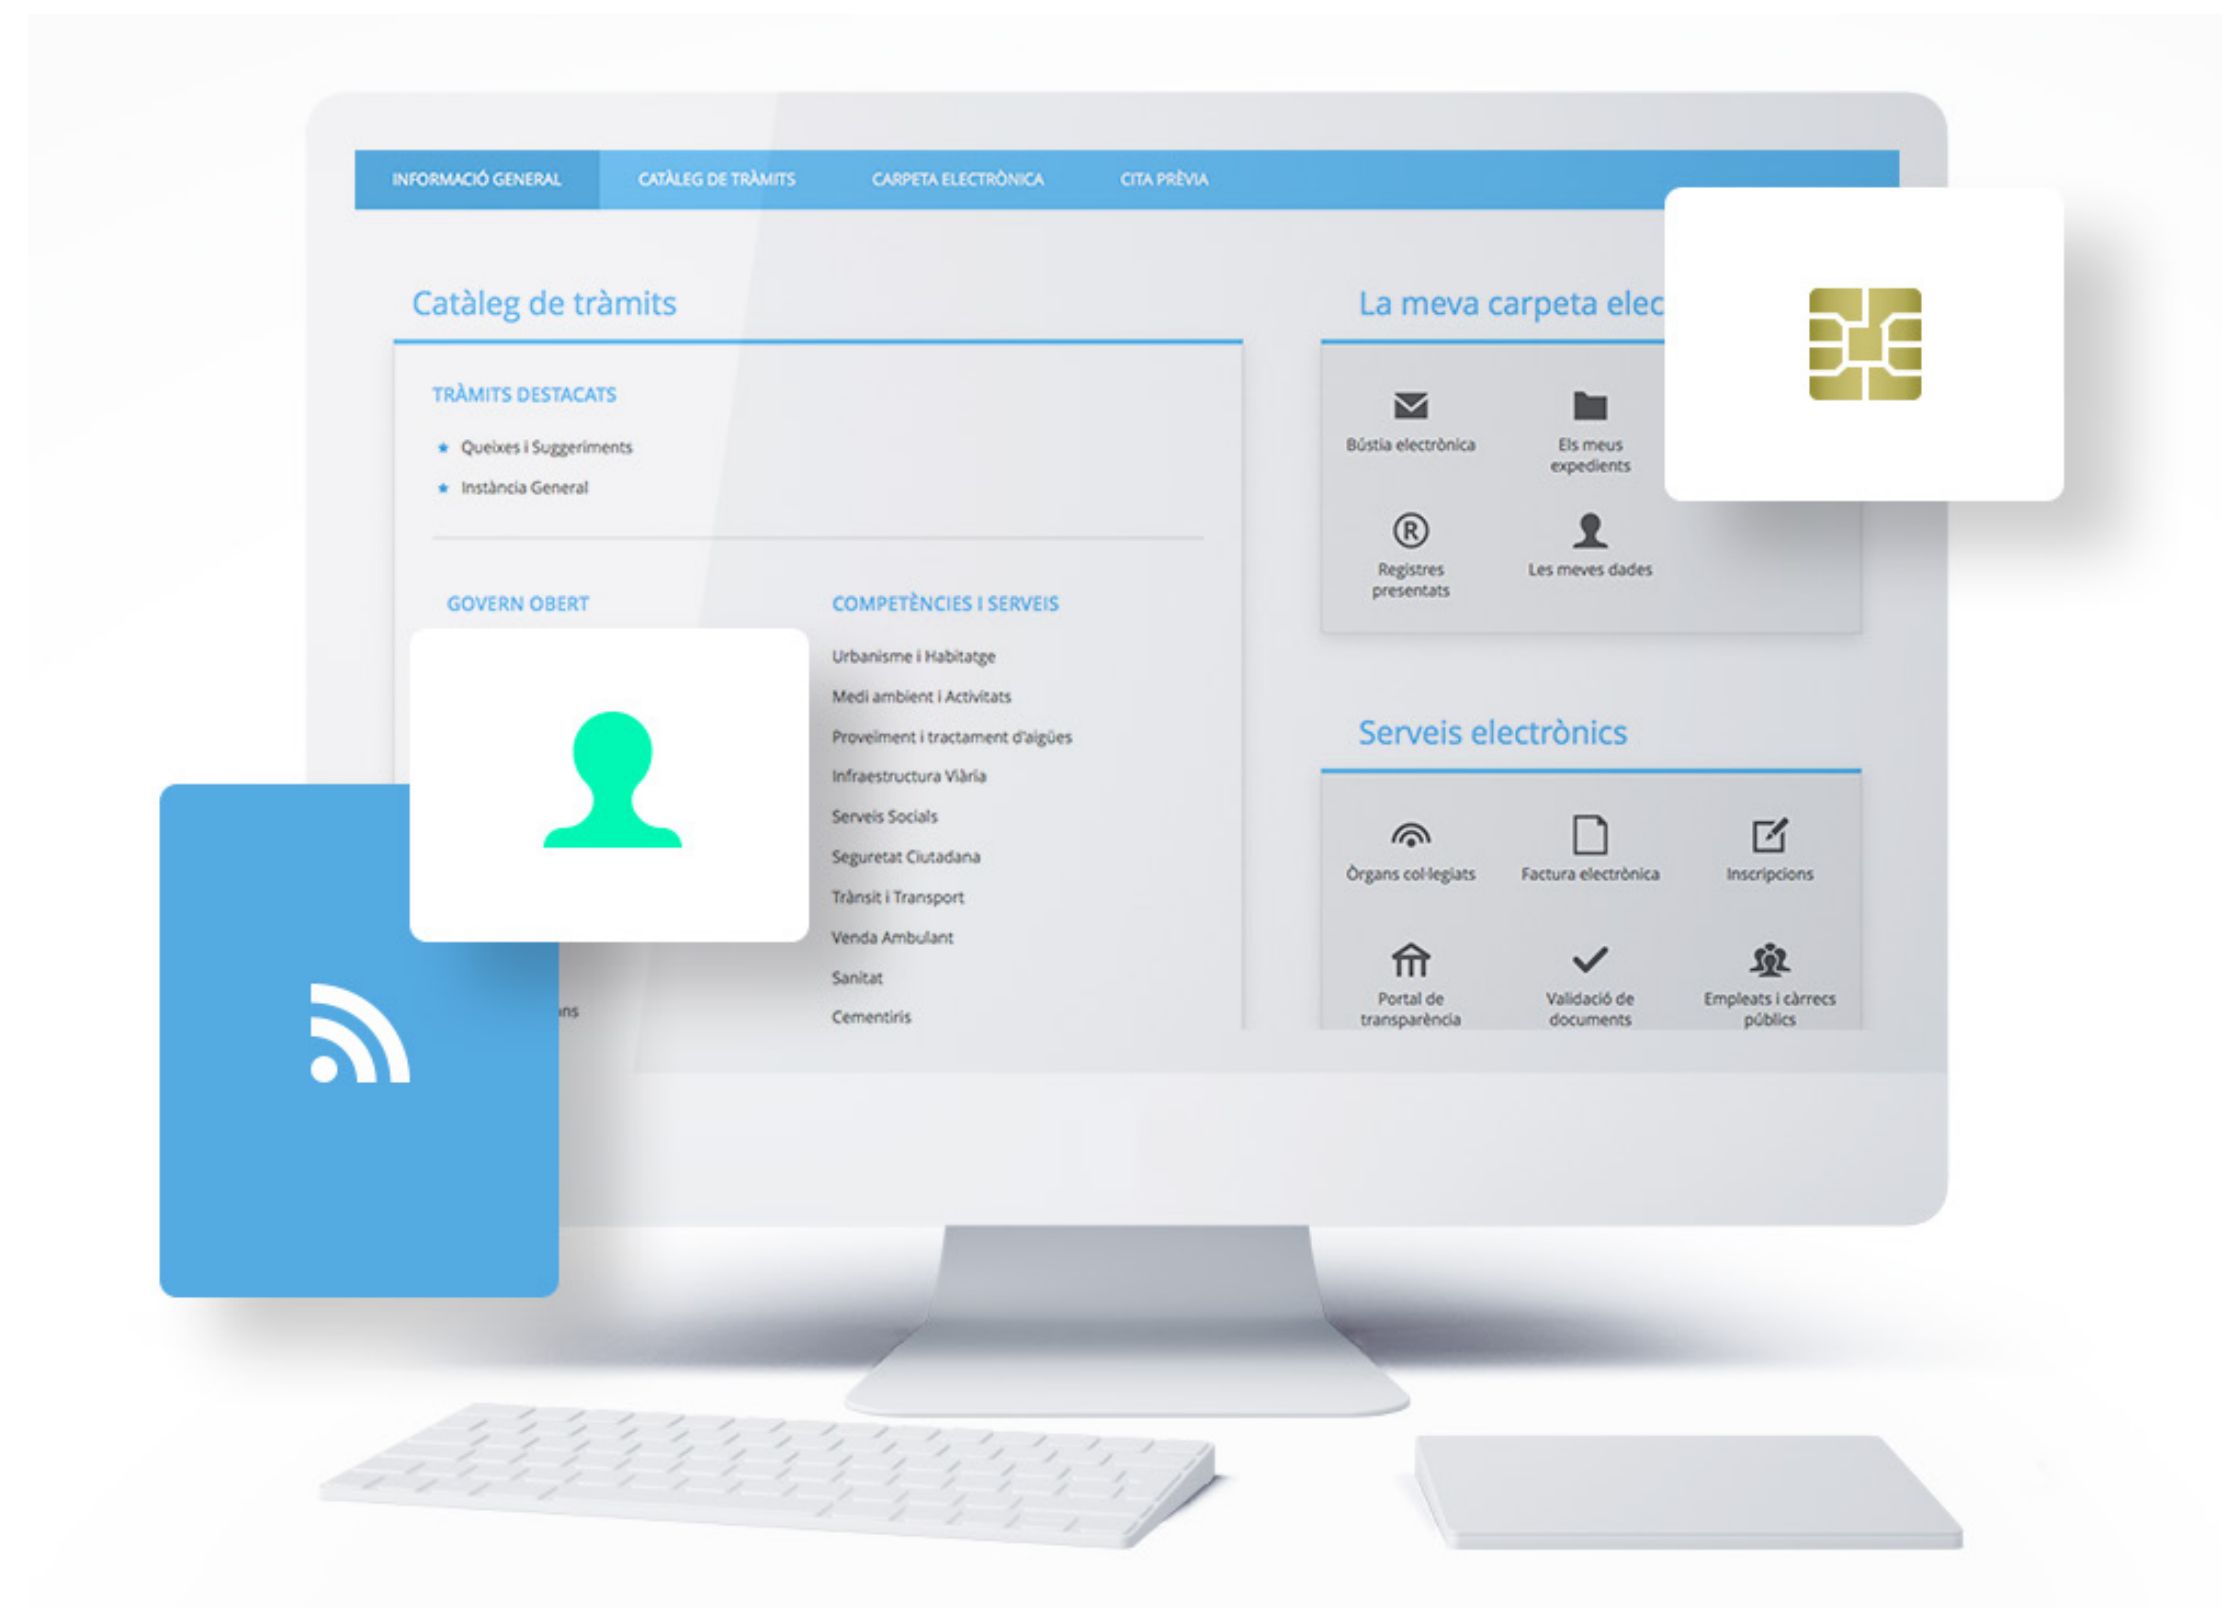 INFORMACIÓ GENERAL
CATÀLEG DE TRÀMITS
CARPETA ELECTRÒNICA
CITA PRÈVIA
Catàleg de tràmits
TRÀMITS DESTACATS
Queixes i Suggeriments
Instància General
GOVERN OBERT
COMPETÈNCIES I SERVEIS
Urbanisme i Habitatge
Medi ambient i Activitats
Proveïment i tractament d'aigües
Infraestructura Viària
Serveis Socials
Seguretat Ciutadana
Trànsit i Transport
Venda Ambulant
Sanitat
Cementiris
La meva carpeta
Bústia electrònica
Els meus
expedients
®
Registres
presentats
Les meves dades
Serveis electrònics
Òrgans col·legiats
Factura electrònica
Inscripcions
Portal de
transparència
Validació de
documents
Empleats i càrrecs
públics